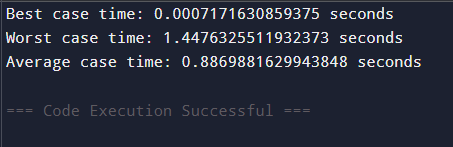 Best case time: 0.0007171630859375 seconds
Worst case time: 1.4476325511932373 seconds
Average case time: 0.8869881629943848 seconds
=== Code Execution Successful ===